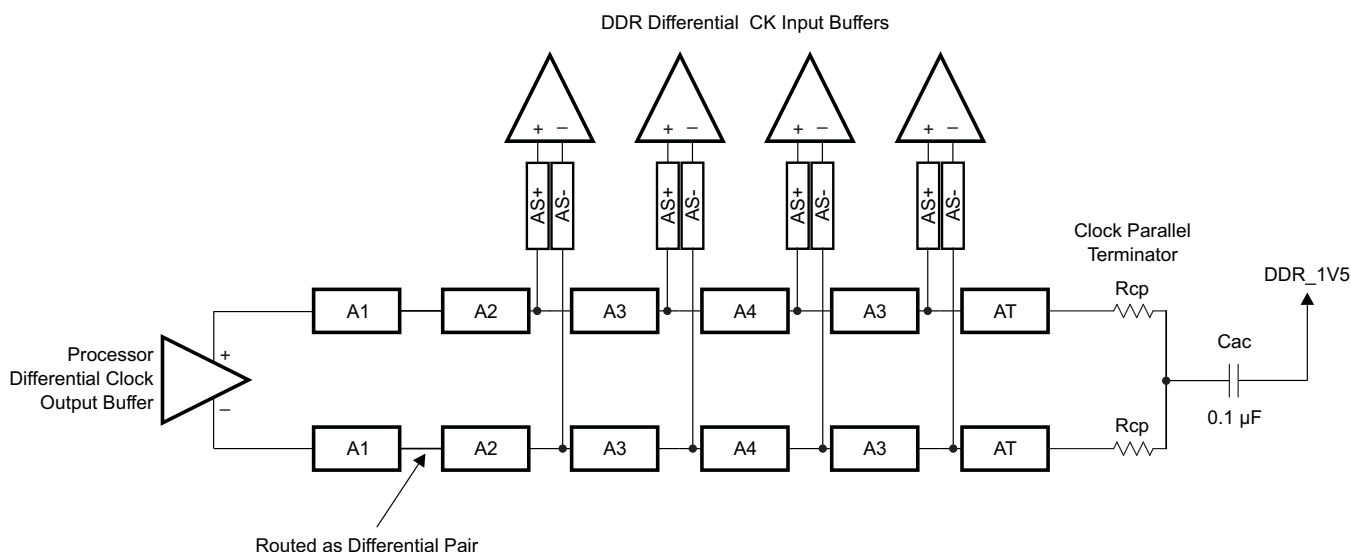 DDR Differential CK Input Buffers
+ –
+ –
+ –
+ –
AS+
AS-
AS+
AS-
AS+
AS-
AS+
AS-
Clock Parallel
Terminator
DDR_1V5
A1
A2
A3
A4
A3
AT
Rcp
Processor
Differential Clock
Output Buffer
+
–
Cac
0.1 µF
A1
A2
A3
A4
A3
AT
Rcp
Routed as Differential Pair